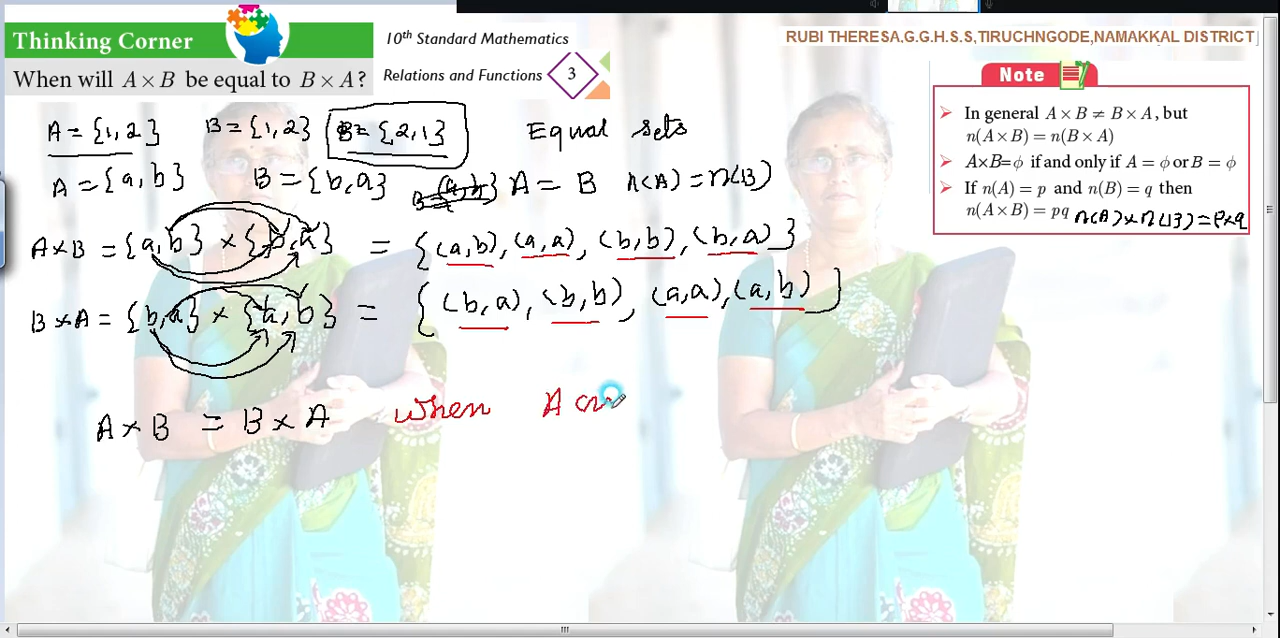 Thinking Corner
When will A × B be equal to B × A?
10th Standard Mathematics
Relations and Functions 3
RUBI THERESA,G.G.H.S.S,TIRUCHNGODE,NAMAKKAL DISTRICT
Note
In general A × B ≠ B × A, but
n(A × B) = n(B × A)
A×B=ϕ if and only if A = ϕ or B = ϕ
If n(A) = p and n(B) = q then
n(A × B) = pq n(A) × n(B) = p×q
A = {1,2} B = {1,2} B = {2,1} Equal sets
A = {a,b} B = {b,a} A = B n(A) = n(B)
A×B = {a,b} × {b,a} = {(a,b), (a,a), (b,b), (b,a)}
B×A = {b,a} × {a,b} = {(b,a), (b,b), (a,a), (a,b)}
A × B = B × A when A